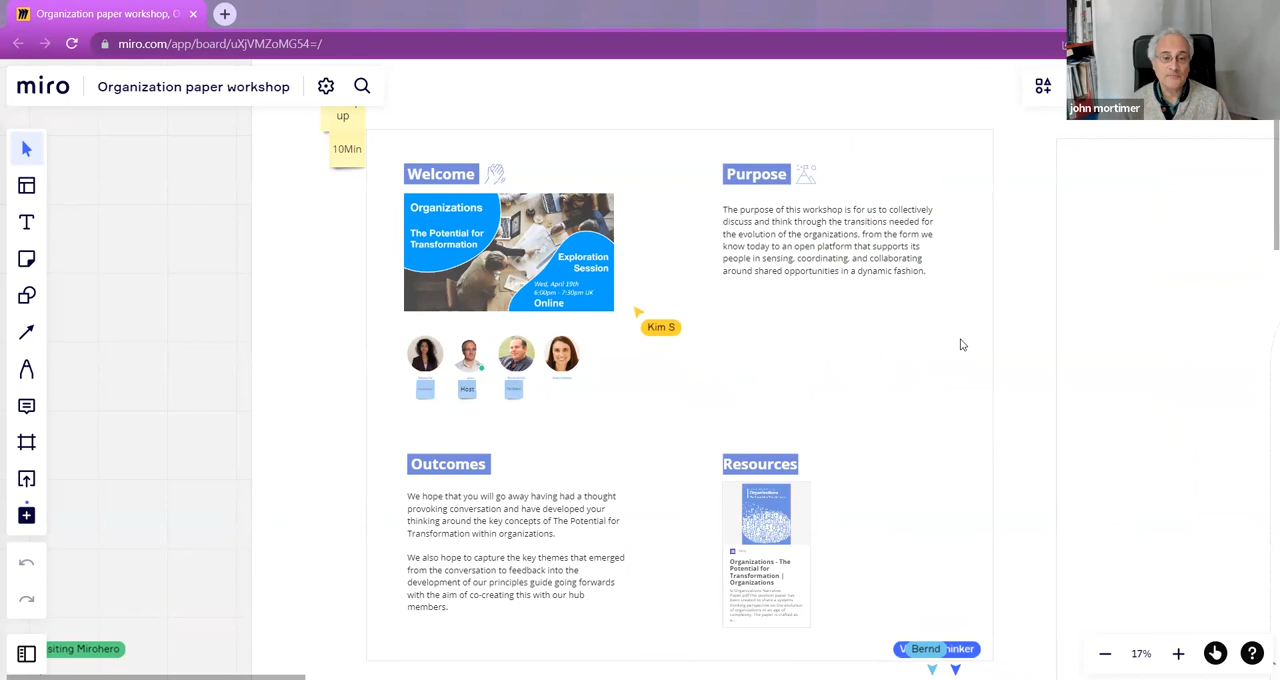 Organization paper workshop, O
miro.com/app/board/uXjVMZoMG54=/
miro
Organization paper workshop
john mortimer
up
10Min
Welcome
Organizations
The Potential for
Transformation
Exploration
Session
Wed, April 19th
6:00pm - 7:30pm UK
Online
Kim S
Host
Purpose
The purpose of this workshop is for us to collectively
discuss and think through the transitions needed for
the evolution of the organizations, from the form we
know today to an open platform that supports its
people in sensing, coordinating, and collaborating
around shared opportunities in a dynamic fashion.
Outcomes
We hope that you will go away having had a thought
provoking conversation and have developed your
thinking around the key concepts of The Potential for
Transformation within organizations.
We also hope to capture the key themes that emerged
from the conversation to feedback into the
development of our principles guide going forwards
with the aim of co-creating this with our hub
members.
Resources
Organizations - The
Potential for
Transformation |
Organizations
siting Mirohero
Bernd
inker
17%